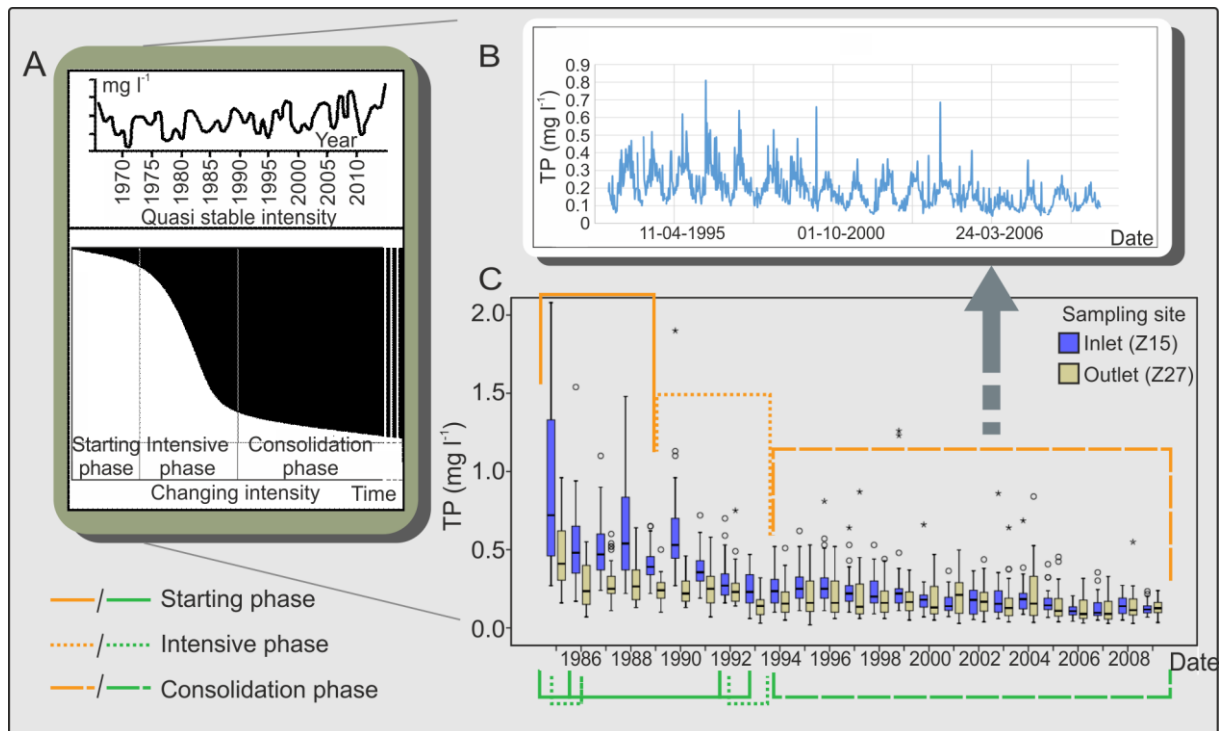 A
mg l-1
Year
1970
1975
1980
1985
1990
1995
2000
2005
2010
Quasi stable intensity
Starting phase
Intensive phase
Consolidation phase
Changing intensity
Time
B
TP (mg l-1)
0.9
0.8
0.7
0.6
0.5
0.4
0.3
0.2
0.1
0
11-04-1995
01-10-2000
24-03-2006
Date
C
Sampling site
Inlet (Z15)
Outlet (Z27)
TP (mg l-1)
2.0
1.5
1.0
0.5
0.0
1986
1988
1990
1992
1994
1996
1998
2000
2002
2004
2006
2008
Date
/ Starting phase
/ Intensive phase
/ Consolidation phase